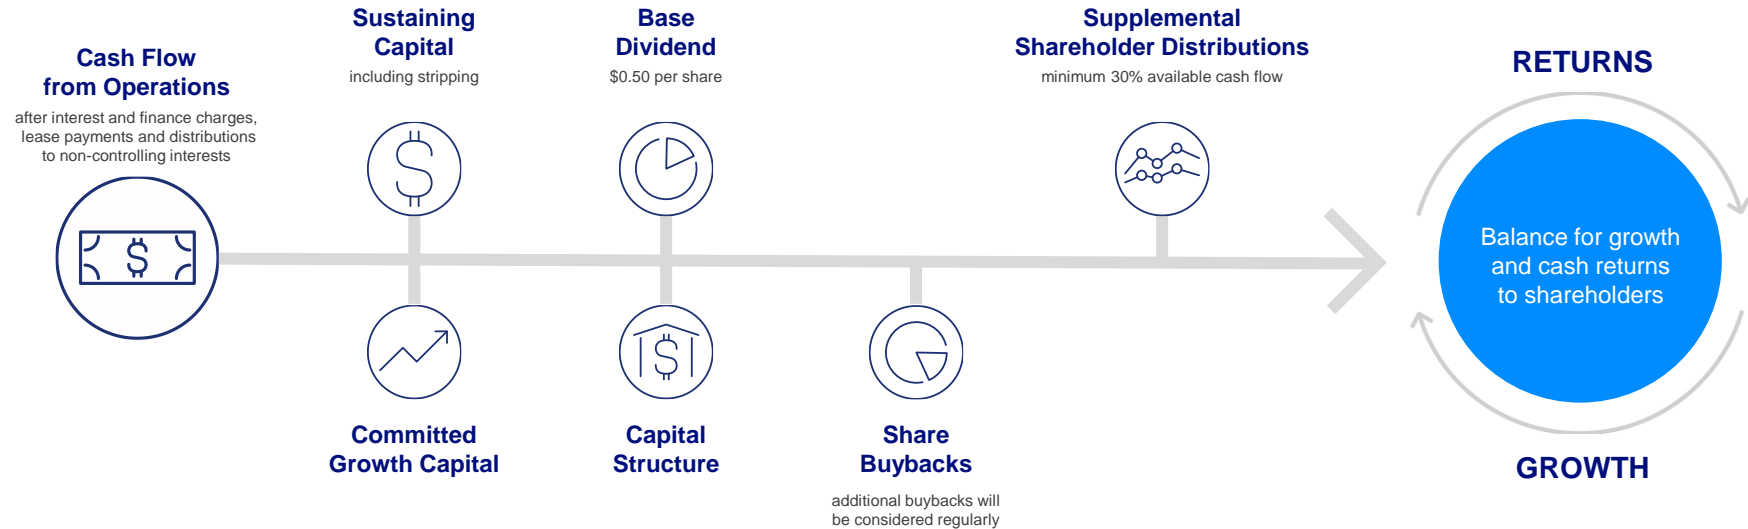 Cash Flow
from Operations
after interest and finance charges,
lease payments and distributions
to non-controlling interests
$
Sustaining
Capital
including stripping
$
Committed
Growth Capital
Base
Dividend
$0.50 per share
$
Capital
Structure
Share
Buybacks
additional buybacks will
be considered regularly
Supplemental
Shareholder Distributions
minimum 30% available cash flow
RETURNS
Balance for growth
and cash returns
to shareholders
GROWTH